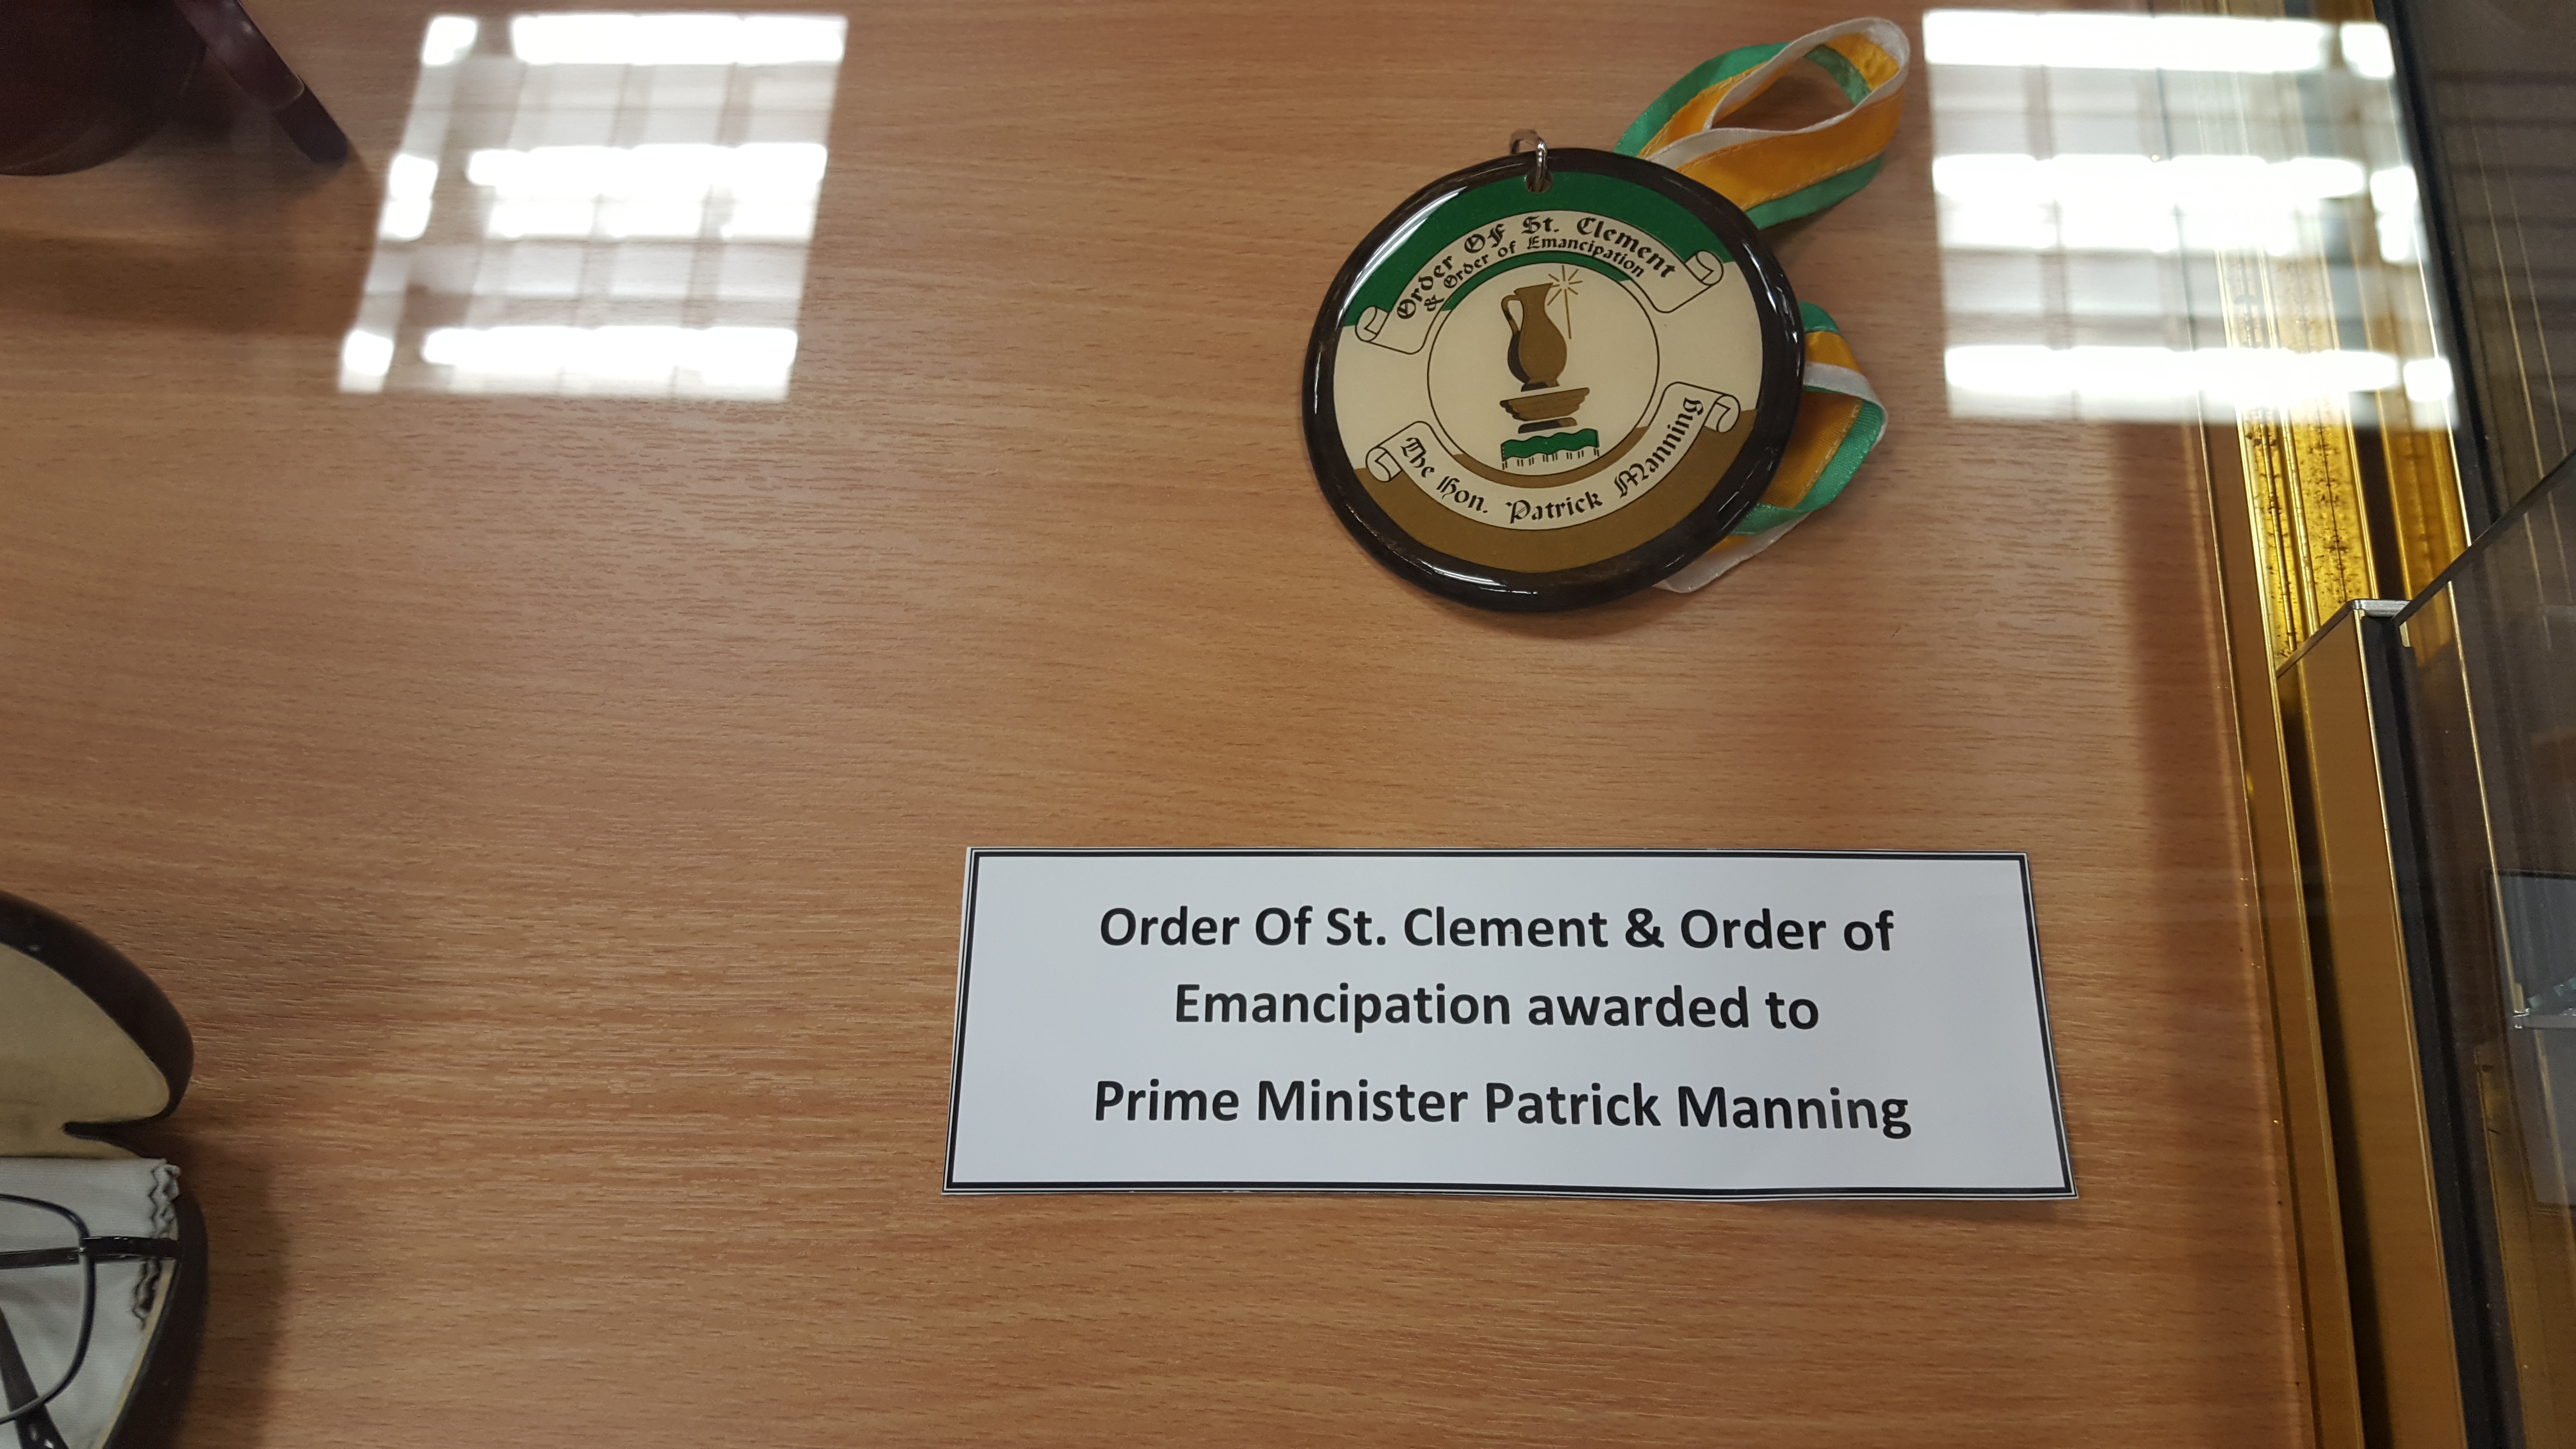 Order OF St. Clement
& Order of Emancipation
The Hon. Patrick Manning
Order Of St. Clement & Order of
Emancipation awarded to
Prime Minister Patrick Manning